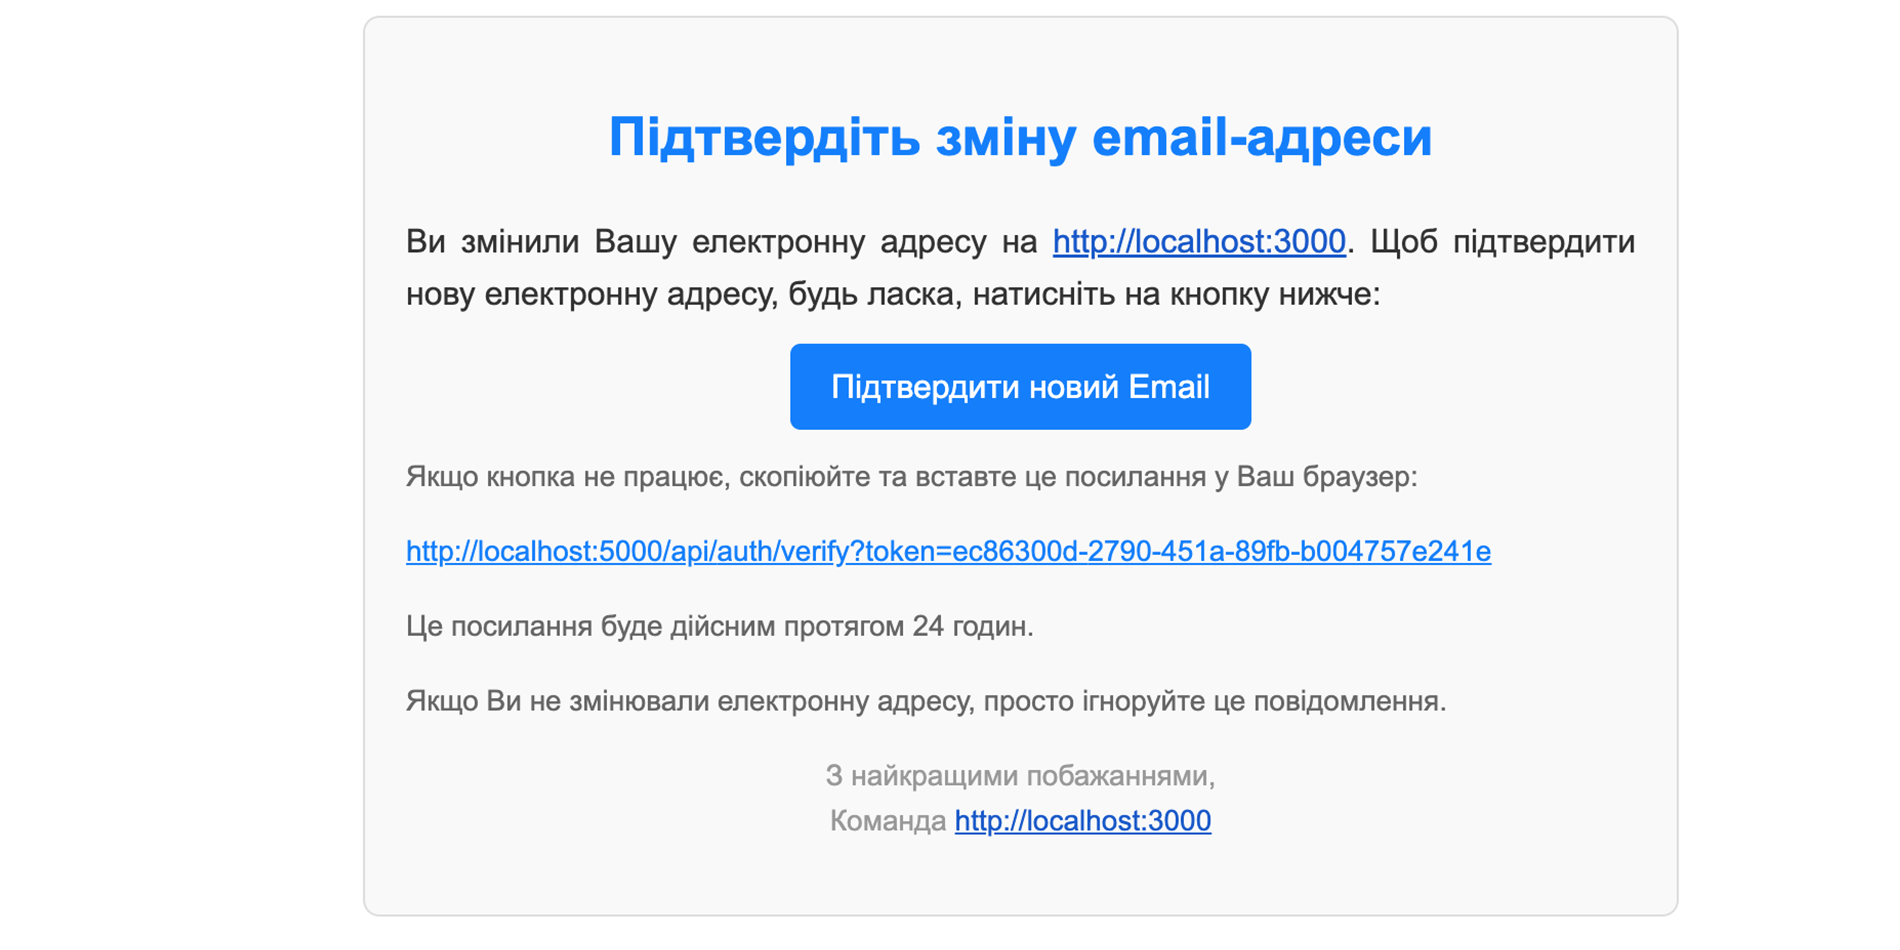 Підтвердіть зміну email-адреси
Ви змінили Вашу електронну адресу на http://localhost:3000. Щоб підтвердити
нову електронну адресу, будь ласка, натисніть на кнопку нижче:
Підтвердити новий Email
Якщо кнопка не працює, скопіюйте та вставте це посилання у Ваш браузер:
http://localhost:5000/api/auth/verify?token=ec86300d-2790-451a-89fb-b004757e241e
Це посилання буде дійсним протягом 24 годин.
Якщо Ви не змінювали електронну адресу, просто ігноруйте це повідомлення.
З найкращими побажаннями,
Команда http://localhost:3000